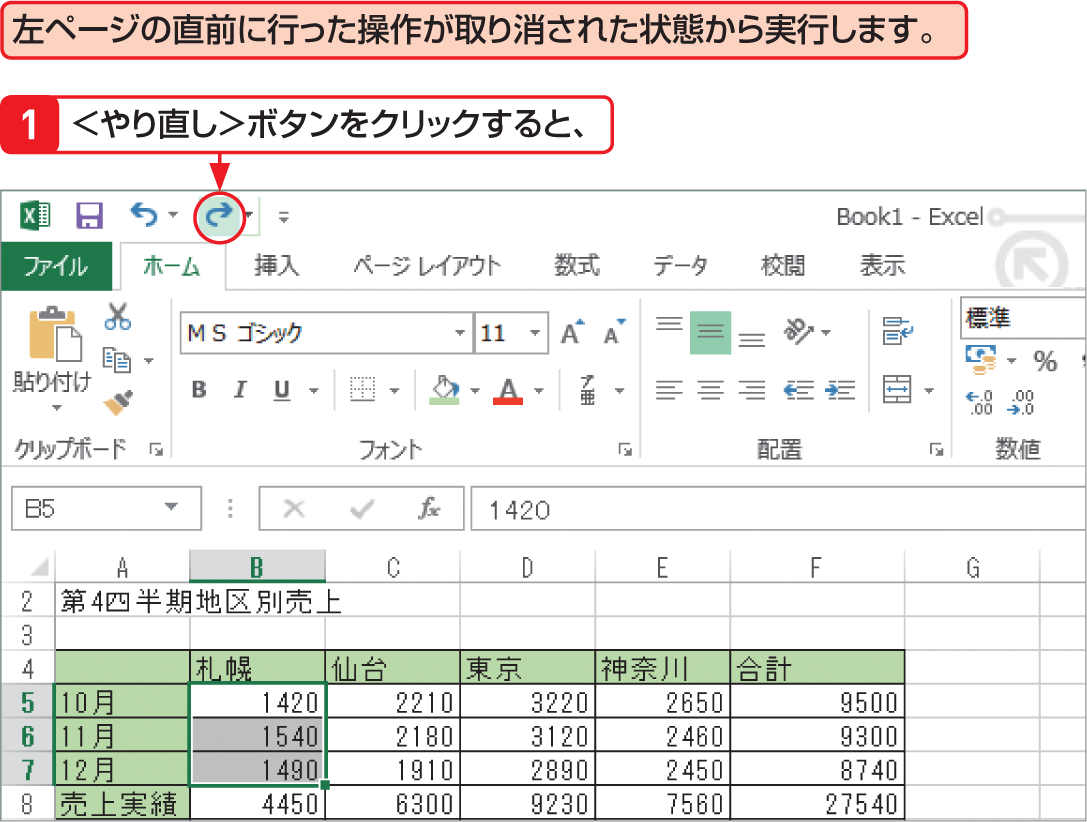 左ページの直前に行った操作が取り消された状態から実行します。
1 <やり直し>ボタンをクリックすると、
Book1 - Excel
ファイル ホーム 挿入 ページ レイアウト 数式 データ 校閲 表示
貼り付け
ＭＳ ゴシック 11 A A
標準
B I U A ア亜
%
←.0 .00 .00 →.0
クリップボード フォント 配置 数値
B5 fx 1420
A B C D E F G
2 第4四半期地区別売上
3
4 札幌 仙台 東京 神奈川 合計
5 10月 1420 2210 3220 2650 9500
6 11月 1540 2180 3120 2460 9300
7 12月 1490 1910 2890 2450 8740
8 売上実績 4450 6300 9230 7560 27540